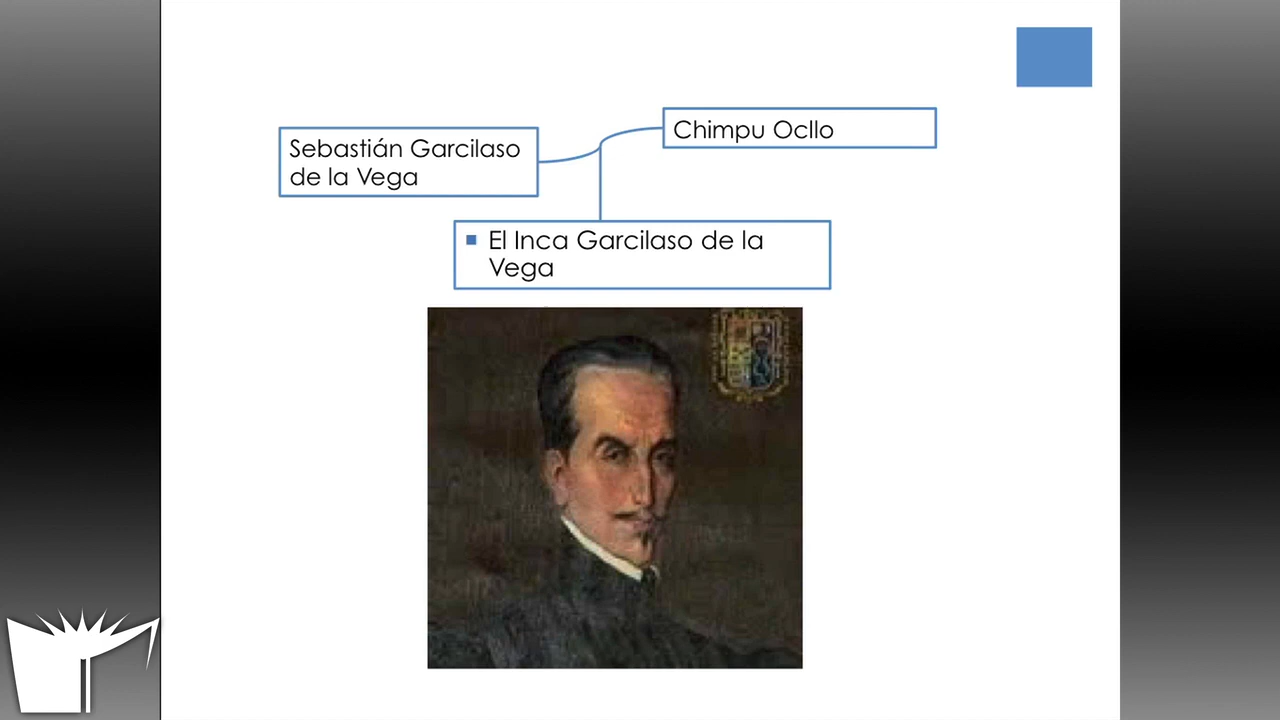 Sebastián Garcilaso
de la Vega
Chimpu Ocllo
El Inca Garcilaso de la
Vega